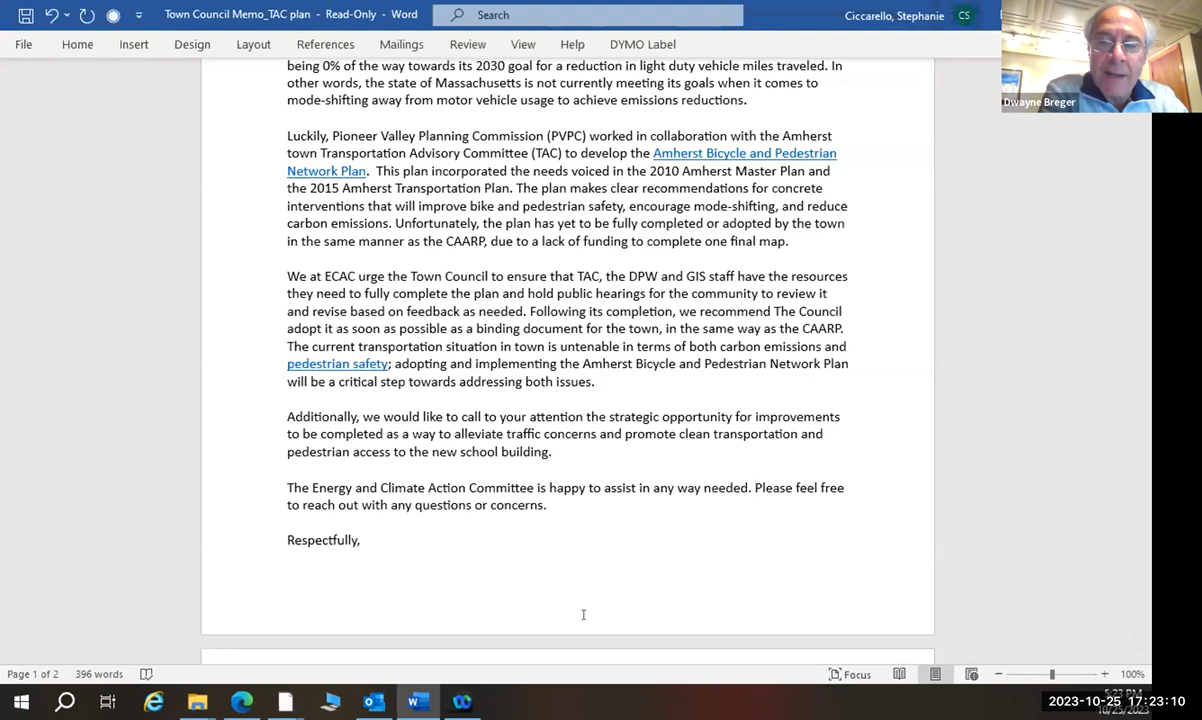 Town Council Memo_TAC plan - Read-Only - Word
Search
Ciccarello, Stephanie
CS
File Home Insert Design Layout References Mailings Review View Help DYMO Label
Dwayne Breger
being 0% of the way towards its 2030 goal for a reduction in light duty vehicle miles traveled. In
other words, the state of Massachusetts is not currently meeting its goals when it comes to
mode-shifting away from motor vehicle usage to achieve emissions reductions.
Luckily, Pioneer Valley Planning Commission (PVPC) worked in collaboration with the Amherst
town Transportation Advisory Committee (TAC) to develop the Amherst Bicycle and Pedestrian
Network Plan. This plan incorporated the needs voiced in the 2010 Amherst Master Plan and
the 2015 Amherst Transportation Plan. The plan makes clear recommendations for concrete
interventions that will improve bike and pedestrian safety, encourage mode-shifting, and reduce
carbon emissions. Unfortunately, the plan has yet to be fully completed or adopted by the town
in the same manner as the CAARP, due to a lack of funding to complete one final map.
We at ECAC urge the Town Council to ensure that TAC, the DPW and GIS staff have the resources
they need to fully complete the plan and hold public hearings for the community to review it
and revise based on feedback as needed. Following its completion, we recommend The Council
adopt it as soon as possible as a binding document for the town, in the same way as the CAARP.
The current transportation situation in town is untenable in terms of both carbon emissions and
pedestrian safety; adopting and implementing the Amherst Bicycle and Pedestrian Network Plan
will be a critical step towards addressing both issues.
Additionally, we would like to call to your attention the strategic opportunity for improvements
to be completed as a way to alleviate traffic concerns and promote clean transportation and
pedestrian access to the new school building.
The Energy and Climate Action Committee is happy to assist in any way needed. Please feel free
to reach out with any questions or concerns.
Respectfully,
Page 1 of 2 396 words
Focus
100%
5:23 PM
2023-10-25 17:23:10
10/25/2023